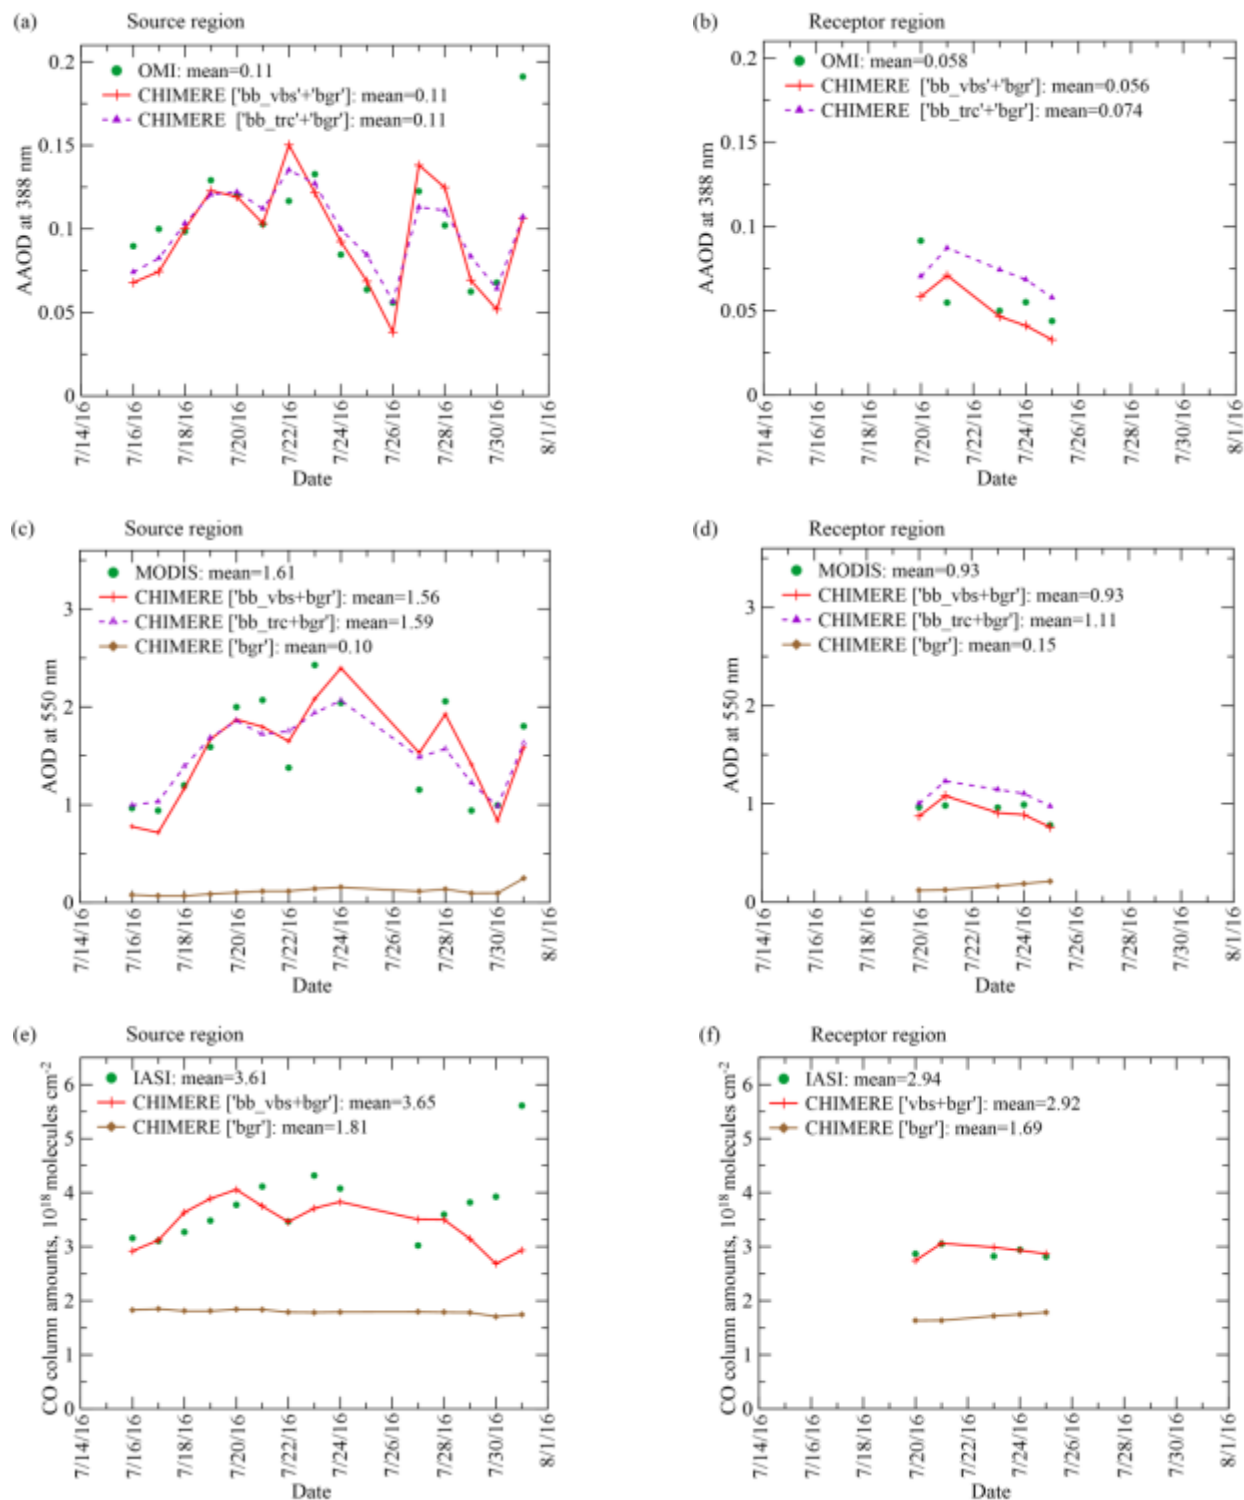 (a) Source region
OMI: mean=0.11
CHIMERE ['bb_vbs'+'bgr']: mean=0.11
CHIMERE ['bb_trc'+'bgr']: mean=0.11
AAOD at 388 nm
0.2
0.15
0.1
0.05
0
7/14/16 7/16/16 7/18/16 7/20/16 7/22/16 7/24/16 7/26/16 7/28/16 7/30/16 8/1/16
Date
(b) Receptor region
OMI: mean=0.058
CHIMERE ['bb_vbs'+'bgr']: mean=0.056
CHIMERE ['bb_trc'+'bgr']: mean=0.074
AAOD at 388 nm
0.2
0.15
0.1
0.05
0
7/14/16 7/16/16 7/18/16 7/20/16 7/22/16 7/24/16 7/26/16 7/28/16 7/30/16 8/1/16
Date
(c) Source region
MODIS: mean=1.61
CHIMERE ['bb_vbs+bgr']: mean=1.56
CHIMERE ['bb_trc+bgr']: mean=1.59
CHIMERE ['bgr']: mean=0.10
AOD at 550 nm
3
2
1
0
7/14/16 7/16/16 7/18/16 7/20/16 7/22/16 7/24/16 7/26/16 7/28/16 7/30/16 8/1/16
Date
(d) Receptor region
MODIS: mean=0.93
CHIMERE ['bb_vbs+bgr']: mean=0.93
CHIMERE ['bb_trc+bgr']: mean=1.11
CHIMERE ['bgr']: mean=0.15
AOD at 550 nm
3
2
1
0
7/14/16 7/16/16 7/18/16 7/20/16 7/22/16 7/24/16 7/26/16 7/28/16 7/30/16 8/1/16
Date
(e) Source region
IASI: mean=3.61
CHIMERE ['bb_vbs+bgr']: mean=3.65
CHIMERE ['bgr']: mean=1.81
CO column amounts, 10¹⁸ molecules cm⁻²
6
5
4
3
2
1
0
7/14/16 7/16/16 7/18/16 7/20/16 7/22/16 7/24/16 7/26/16 7/28/16 7/30/16 8/1/16
Date
(f) Receptor region
IASI: mean=2.94
CHIMERE ['vbs+bgr']: mean=2.92
CHIMERE ['bgr']: mean=1.69
CO column amounts, 10¹⁸ molecules cm⁻²
6
5
4
3
2
1
0
7/14/16 7/16/16 7/18/16 7/20/16 7/22/16 7/24/16 7/26/16 7/28/16 7/30/16 8/1/16
Date